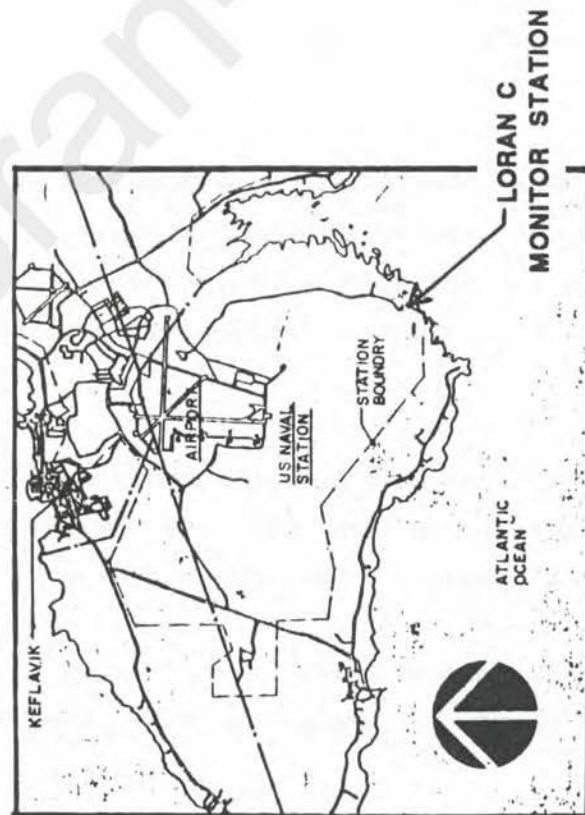 KEFLAVIK
AIRPORT
US NAVAL
STATION
STATION
BOUNDRY
ATLANTIC
OCEAN
LORAN C
MONITOR STATION